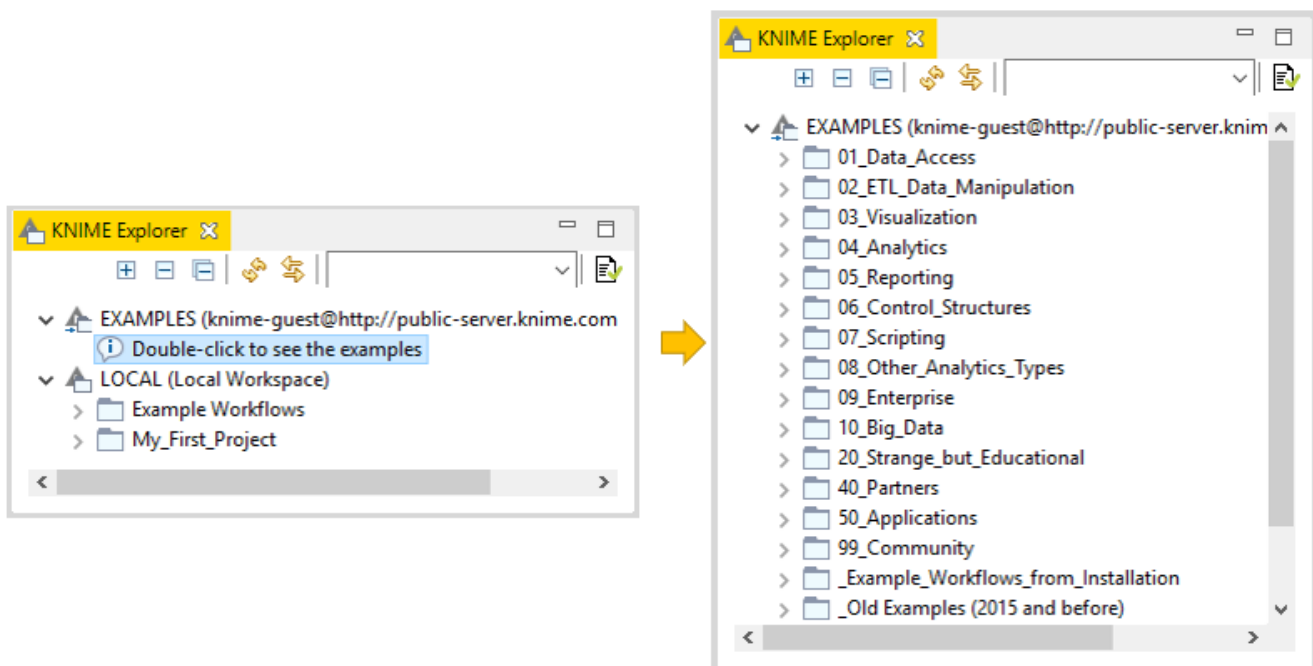 KNIME Explorer
EXAMPLES (knime-guest@http://public-server.knime.com
Double-click to see the examples
LOCAL (Local Workspace)
Example Workflows
My_First_Project
KNIME Explorer
EXAMPLES (knime-guest@http://public-server.knim
01_Data_Access
02_ETL_Data_Manipulation
03_Visualization
04_Analytics
05_Reporting
06_Control_Structures
07_Scripting
08_Other_Analytics_Types
09_Enterprise
10_Big_Data
20_Strange_but_Educational
40_Partners
50_Applications
99_Community
_Example_Workflows_from_Installation
_Old Examples (2015 and before)